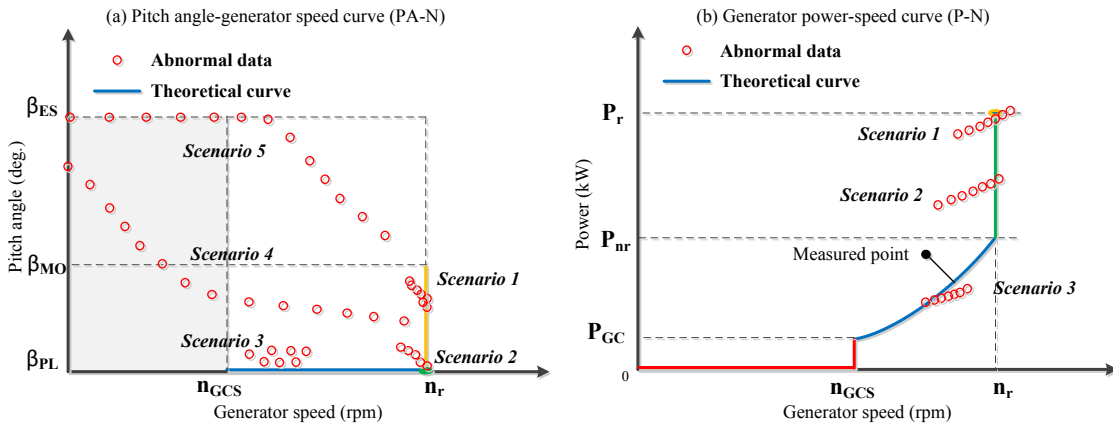 (a) Pitch angle-generator speed curve (PA-N)
Abnormal data
Theoretical curve
βES
Scenario 5
Pitch angle (deg.)
βMO
Scenario 4
Scenario 1
Scenario 3
Scenario 2
βPL
nGCS
nr
Generator speed (rpm)
(b) Generator power-speed curve (P-N)
Abnormal data
Theoretical curve
Pr
Scenario 1
Scenario 2
Power (kW)
Pnr
Measured point
Scenario 3
PGC
0
nGCS
nr
Generator speed (rpm)